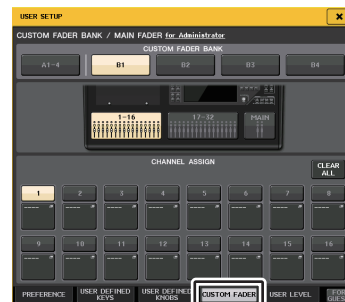 USER SETUP
CUSTOM FADER BANK / MAIN FADER for Administrator
CUSTOM FADER BANK
A1-4 B1 B2 B3 B4
1-16 17-32 MAIN
CHANNEL ASSIGN
CLEAR ALL
1 2 3 4 5 6 7 8
---- ---- ---- ---- ---- ---- ---- ----
9 10 11 12 13 14 15 16
---- ---- ---- ---- ---- ---- ---- ----
PREFERENCE USER DEFINED KEYS USER DEFINED KNOBS CUSTOM FADER USER LEVEL FOR GUES